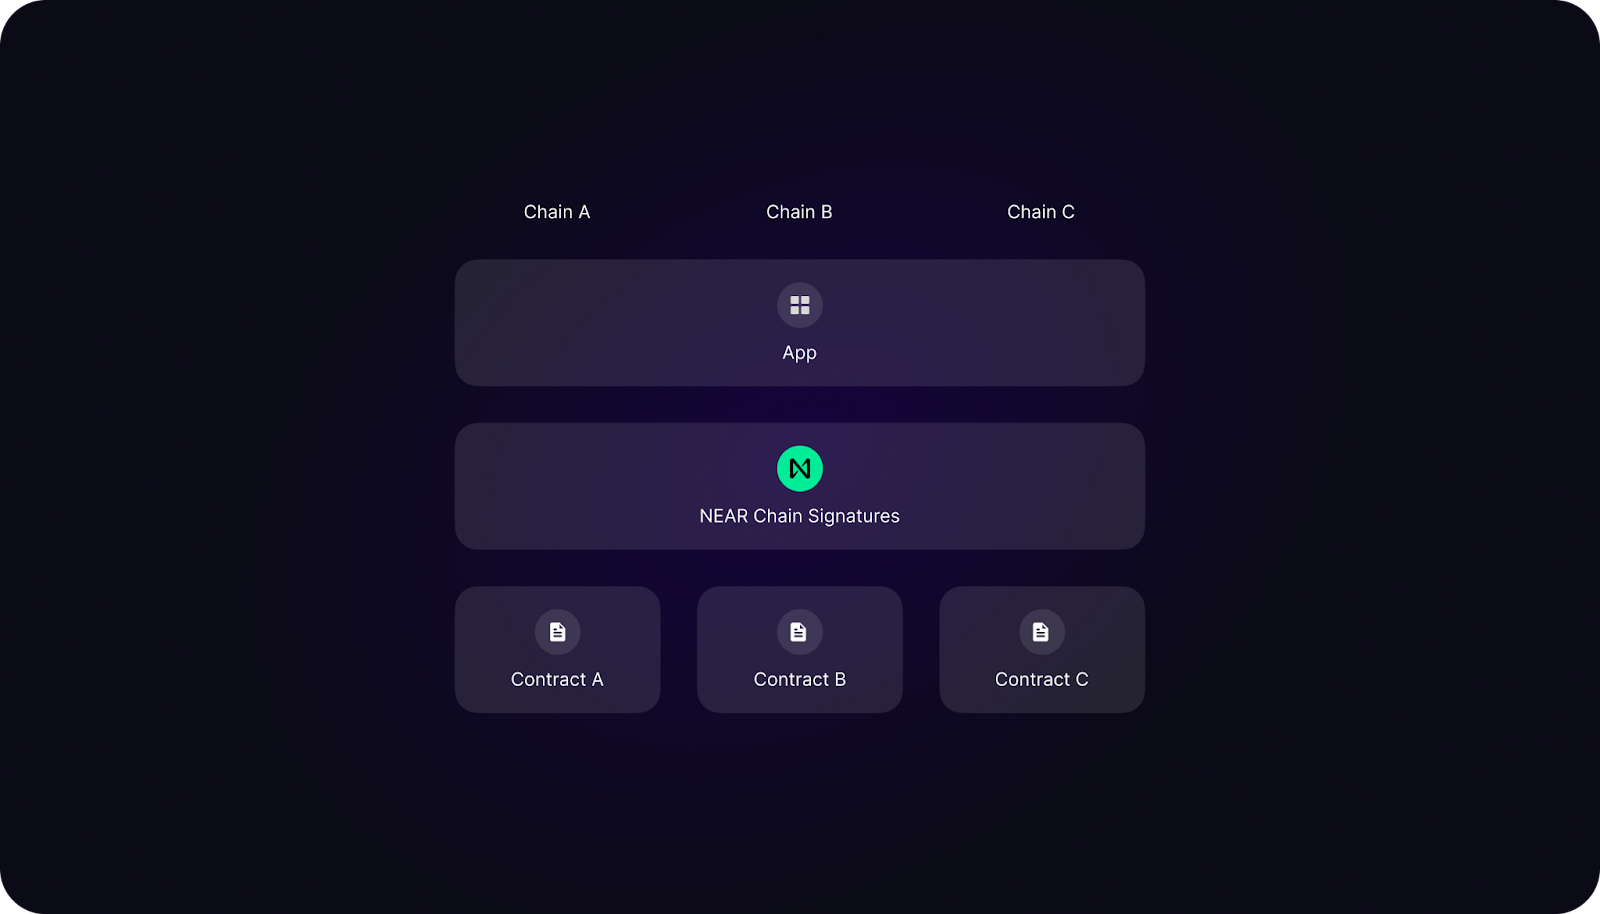 Chain A
Chain B
Chain C
App
NEAR Chain Signatures
Contract A
Contract B
Contract C